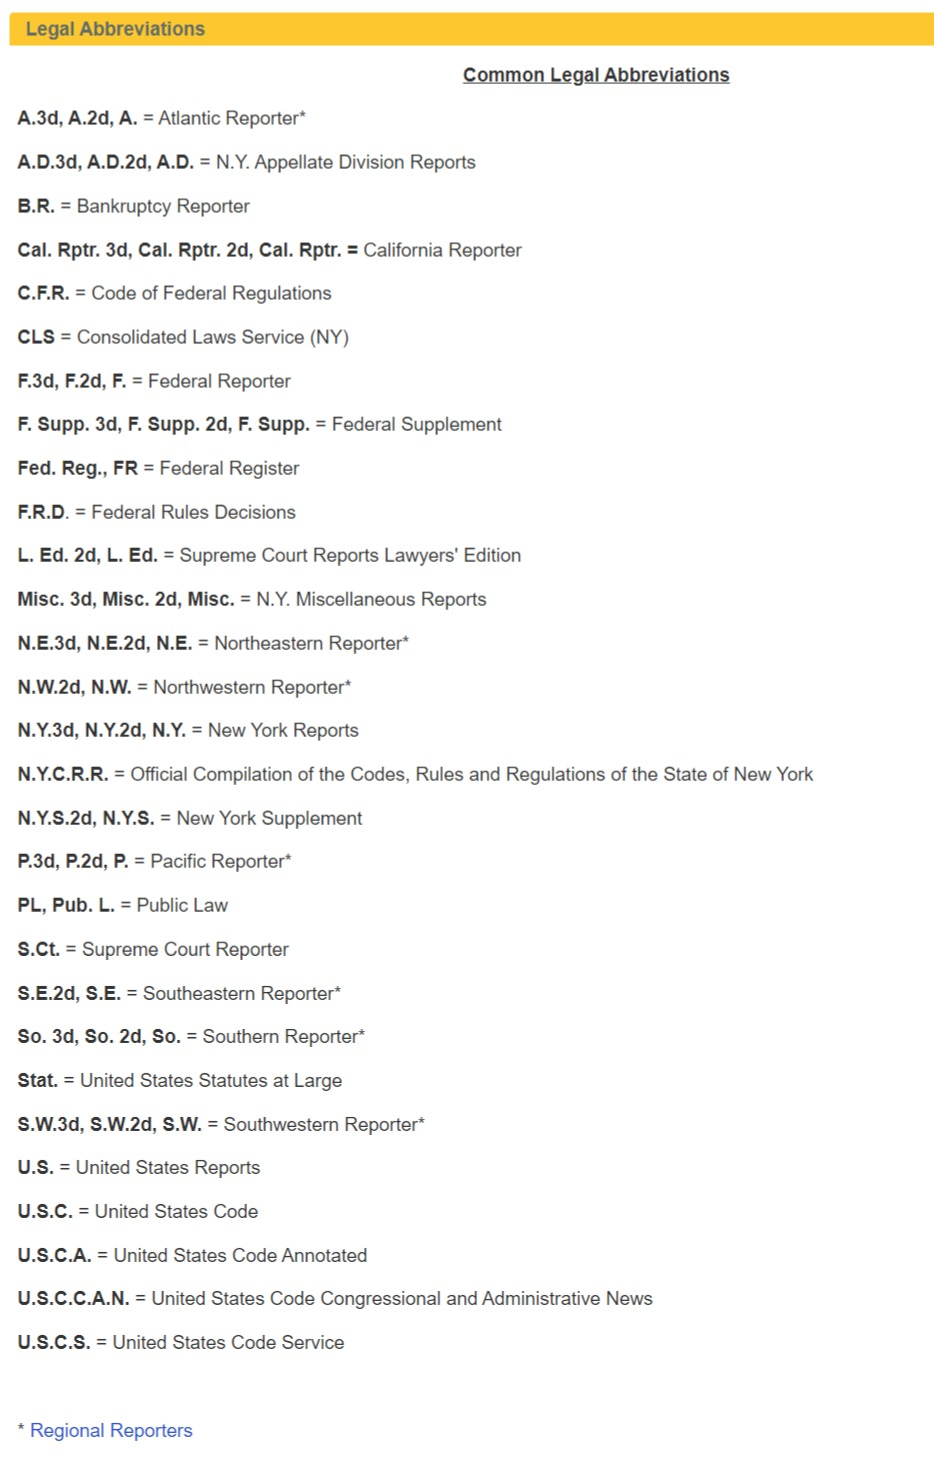 Legal Abbreviations
Common Legal Abbreviations
A.3d, A.2d, A. = Atlantic Reporter*
A.D.3d, A.D.2d, A.D. = N.Y. Appellate Division Reports
B.R. = Bankruptcy Reporter
Cal. Rptr. 3d, Cal. Rptr. 2d, Cal. Rptr. = California Reporter
C.F.R. = Code of Federal Regulations
CLS = Consolidated Laws Service (NY)
F.3d, F.2d, F. = Federal Reporter
F. Supp. 3d, F. Supp. 2d, F. Supp. = Federal Supplement
Fed. Reg., FR = Federal Register
F.R.D. = Federal Rules Decisions
L. Ed. 2d, L. Ed. = Supreme Court Reports Lawyers' Edition
Misc. 3d, Misc. 2d, Misc. = N.Y. Miscellaneous Reports
N.E.3d, N.E.2d, N.E. = Northeastern Reporter*
N.W.2d, N.W. = Northwestern Reporter*
N.Y.3d, N.Y.2d, N.Y. = New York Reports
N.Y.C.R.R. = Official Compilation of the Codes, Rules and Regulations of the State of New York
N.Y.S.2d, N.Y.S. = New York Supplement
P.3d, P.2d, P. = Pacific Reporter*
PL, Pub. L. = Public Law
S.Ct. = Supreme Court Reporter
S.E.2d, S.E. = Southeastern Reporter*
So. 3d, So. 2d, So. = Southern Reporter*
Stat. = United States Statutes at Large
S.W.3d, S.W.2d, S.W. = Southwestern Reporter*
U.S. = United States Reports
U.S.C. = United States Code
U.S.C.A. = United States Code Annotated
U.S.C.C.A.N. = United States Code Congressional and Administrative News
U.S.C.S. = United States Code Service
* Regional Reporters